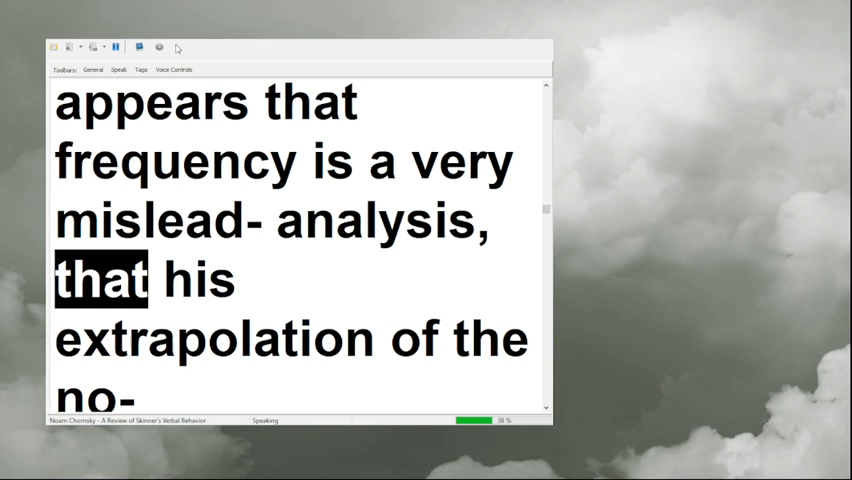 Toolbars: General Speak Tags Voice Controls
appears that
frequency is a very
mislead- analysis,
that his
extrapolation of the
no-
Noam Chomsky - A Review of Skinner's Verbal Behavior Speaking 38 %